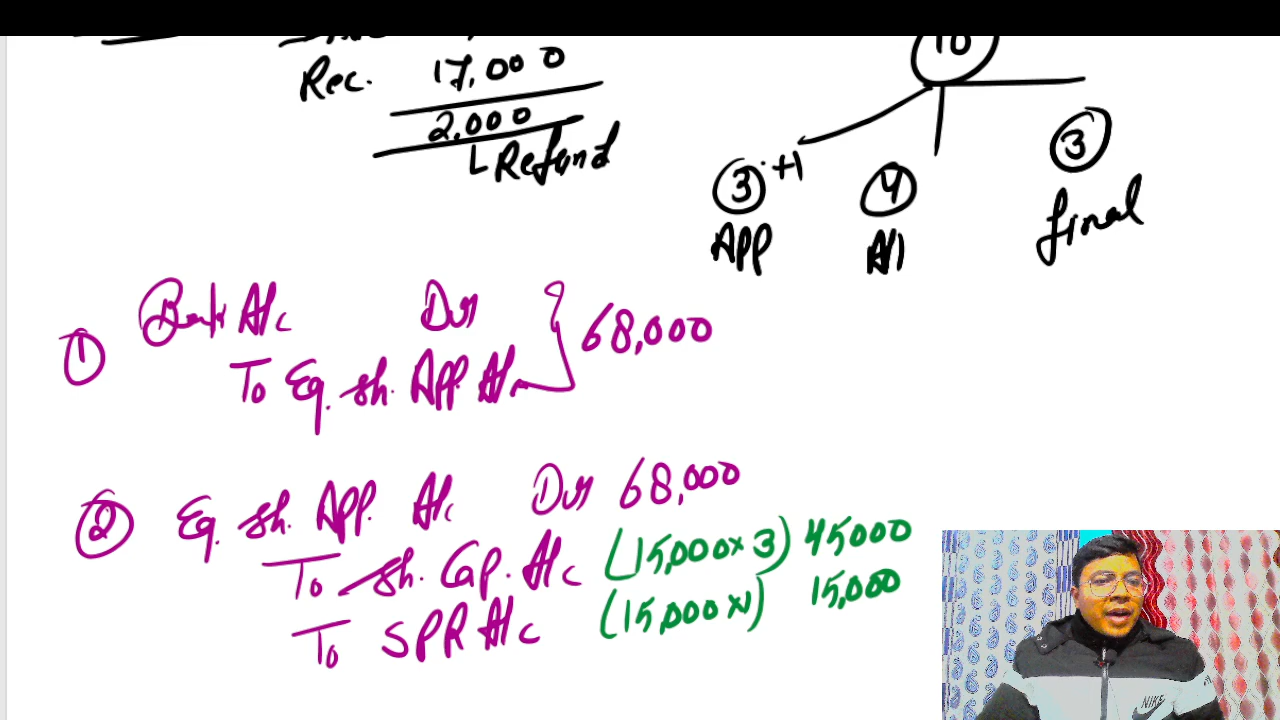 Rec. 17,000
2,000
Refund
10
3 +1 4 3
App All final
1 Bank A/c Dr 68,000
To Eq. sh. App A/c
2 Eq. sh. App. A/c Dr 68,000
To sh. Cap. A/c (15,000×3) 45000
To SPR A/c (15,000×1) 15,000
NIKE